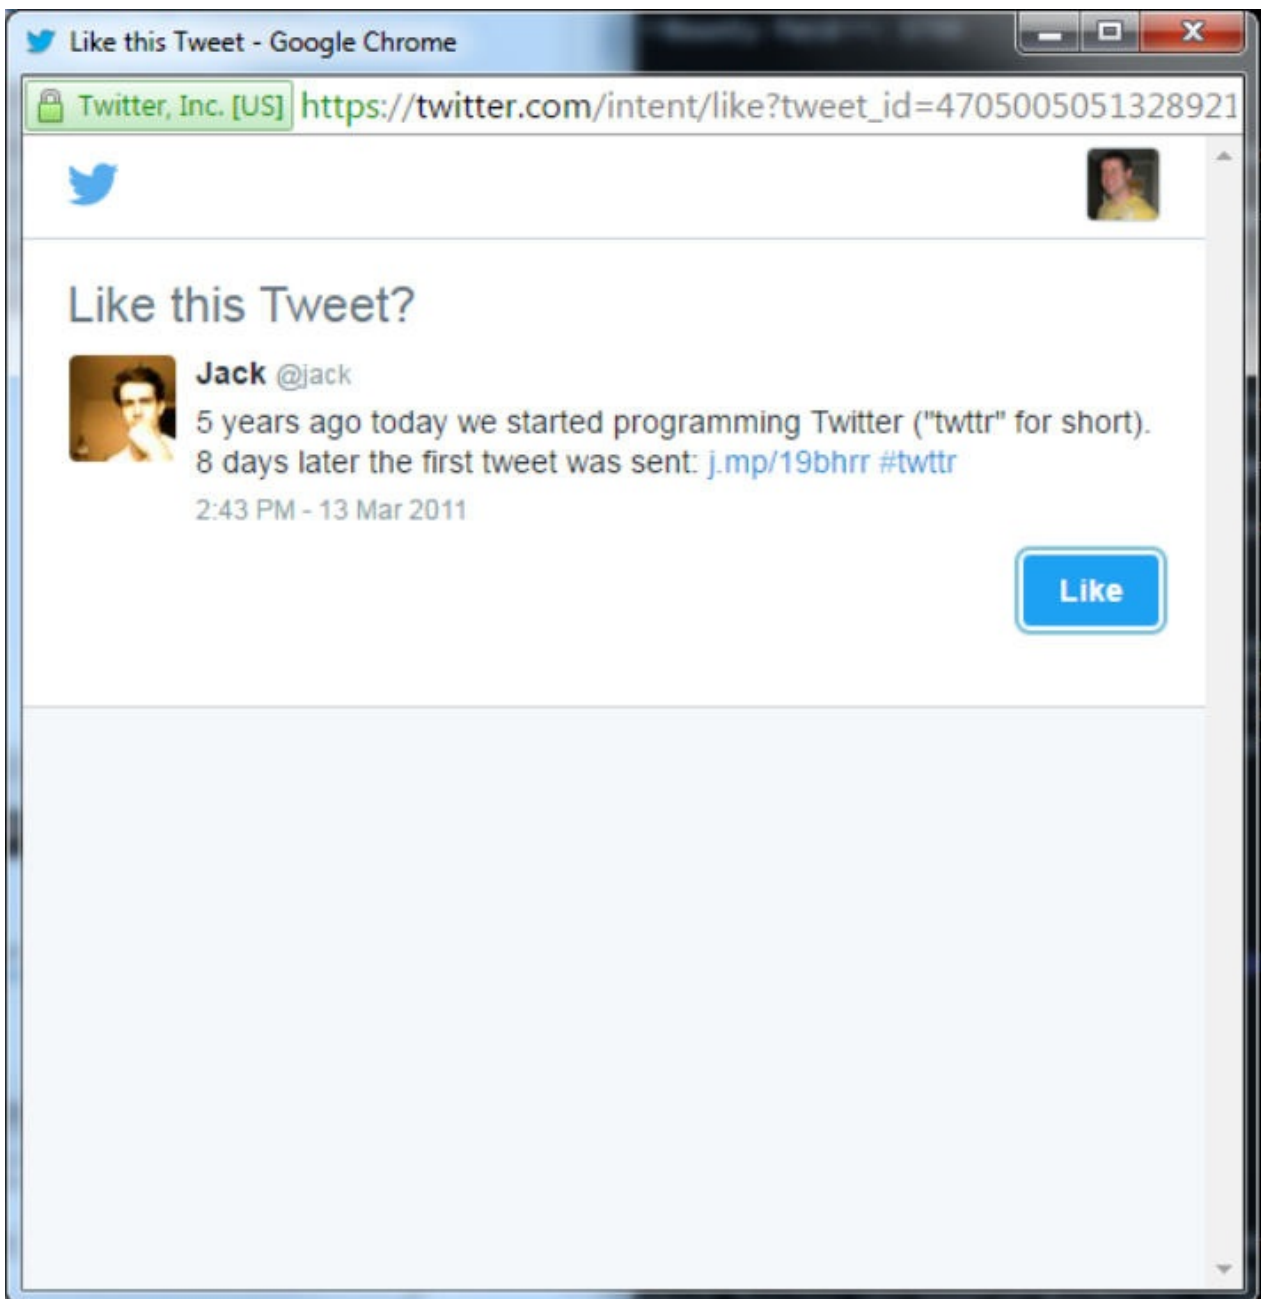 Like this Tweet - Google Chrome
Twitter, Inc. [US] https://twitter.com/intent/like?tweet_id=4705005051328921
Like this Tweet?
Jack @jack
5 years ago today we started programming Twitter ("twttr" for short).
8 days later the first tweet was sent: j.mp/19bhrr #twttr
2:43 PM - 13 Mar 2011
Like